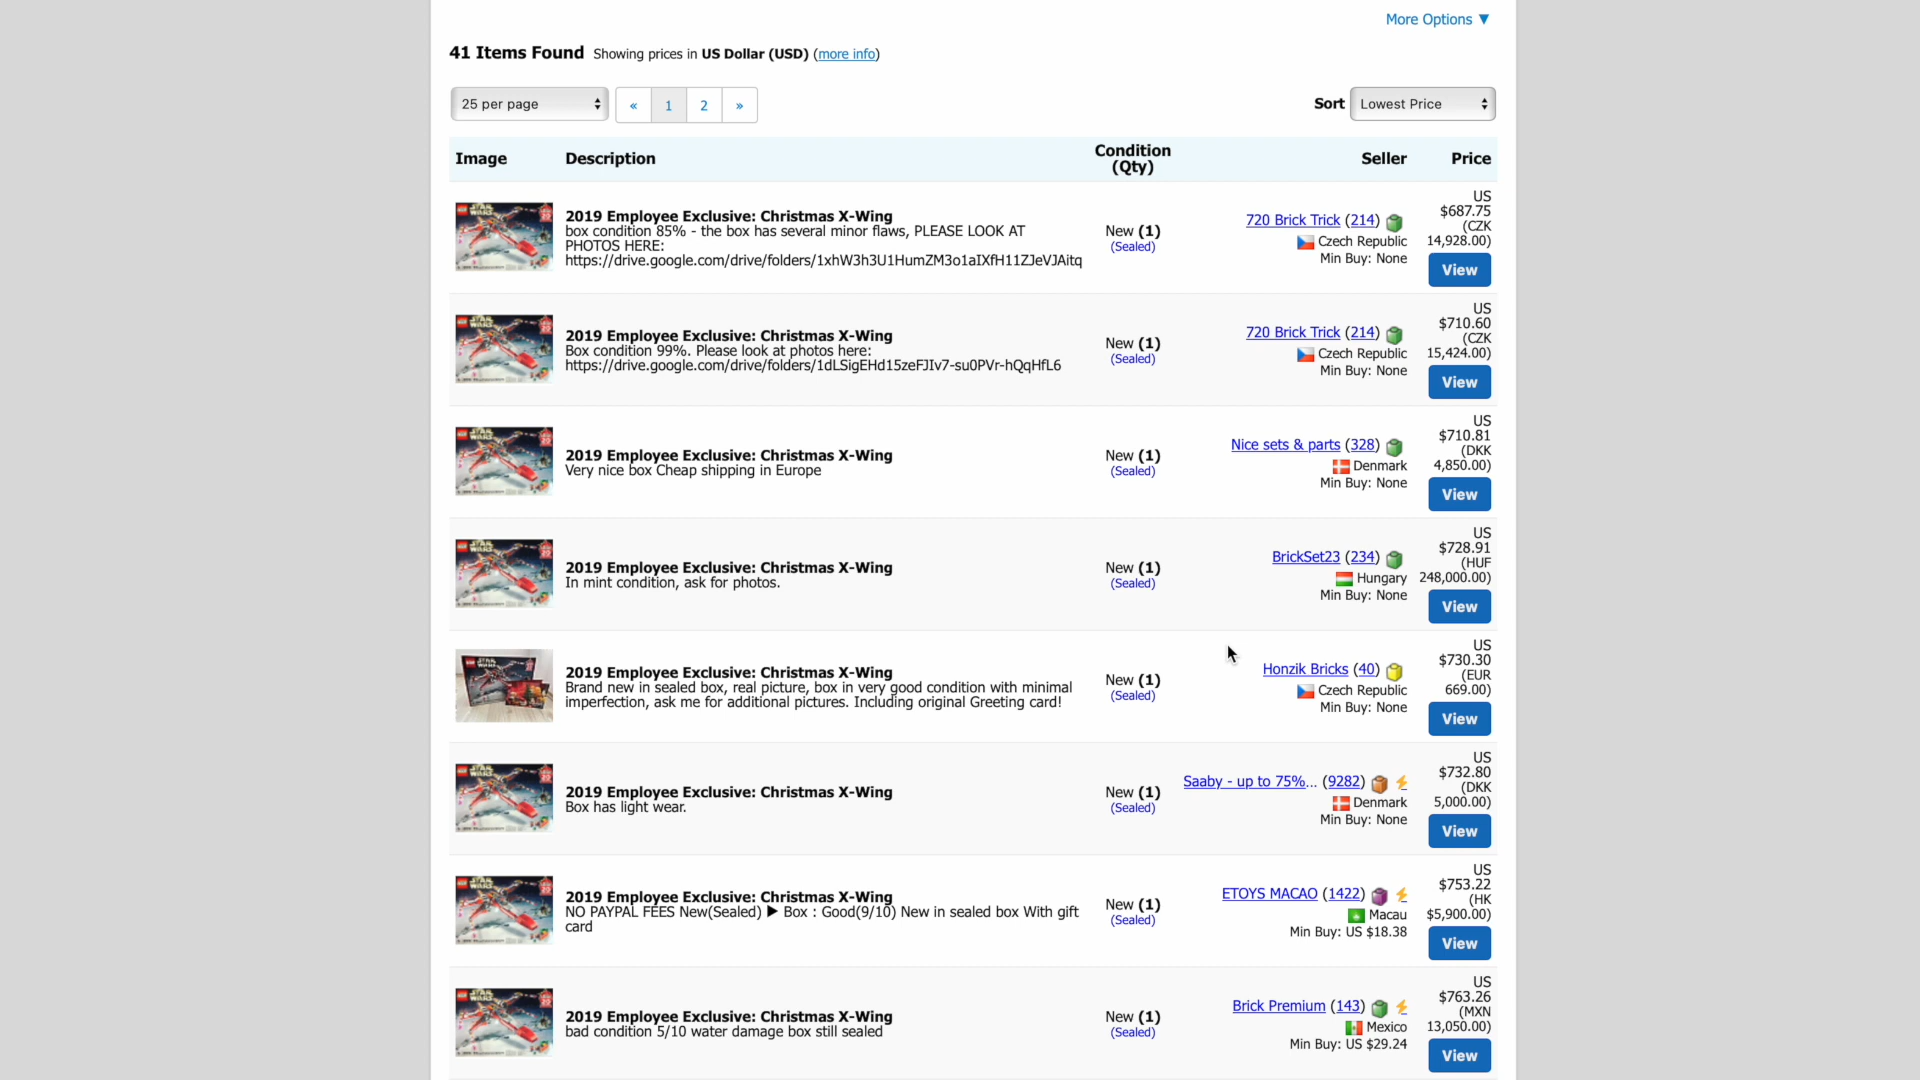 More Options ▼
41 Items Found Showing prices in US Dollar (USD) (more info)
25 per page « 1 2 » Sort Lowest Price
Image Description Condition (Qty) Seller Price
2019 Employee Exclusive: Christmas X-Wing
box condition 85% - the box has several minor flaws, PLEASE LOOK AT
PHOTOS HERE:
https://drive.google.com/drive/folders/1xhW3h3U1HumZM3o1aIXfH11ZJeVJAitq
New (1)
(Sealed)
720 Brick Trick (214)
Czech Republic
Min Buy: None
US
$687.75
(CZK
14,928.00)
View
2019 Employee Exclusive: Christmas X-Wing
Box condition 99%. Please look at photos here:
https://drive.google.com/drive/folders/1dLSigEHd15zeFJIv7-su0PVr-hQqHfL6
New (1)
(Sealed)
720 Brick Trick (214)
Czech Republic
Min Buy: None
US
$710.60
(CZK
15,424.00)
View
2019 Employee Exclusive: Christmas X-Wing
Very nice box Cheap shipping in Europe
New (1)
(Sealed)
Nice sets & parts (328)
Denmark
Min Buy: None
US
$710.81
(DKK
4,850.00)
View
2019 Employee Exclusive: Christmas X-Wing
In mint condition, ask for photos.
New (1)
(Sealed)
BrickSet23 (234)
Hungary
Min Buy: None
US
$728.91
(HUF
248,000.00)
View
2019 Employee Exclusive: Christmas X-Wing
Brand new in sealed box, real picture, box in very good condition with minimal
imperfection, ask me for additional pictures. Including original Greeting card!
New (1)
(Sealed)
Honzik Bricks (40)
Czech Republic
Min Buy: None
US
$730.30
(EUR
669.00)
View
2019 Employee Exclusive: Christmas X-Wing
Box has light wear.
New (1)
(Sealed)
Saaby - up to 75%... (9282)
Denmark
Min Buy: None
US
$732.80
(DKK
5,000.00)
View
2019 Employee Exclusive: Christmas X-Wing
NO PAYPAL FEES New(Sealed) ► Box : Good(9/10) New in sealed box With gift
card
New (1)
(Sealed)
ETOYS MACAO (1422)
Macau
Min Buy: US $18.38
US
$753.22
(HK
$5,900.00)
View
2019 Employee Exclusive: Christmas X-Wing
bad condition 5/10 water damage box still sealed
New (1)
(Sealed)
Brick Premium (143)
Mexico
Min Buy: US $29.24
US
$763.26
(MXN
13,050.00)
View